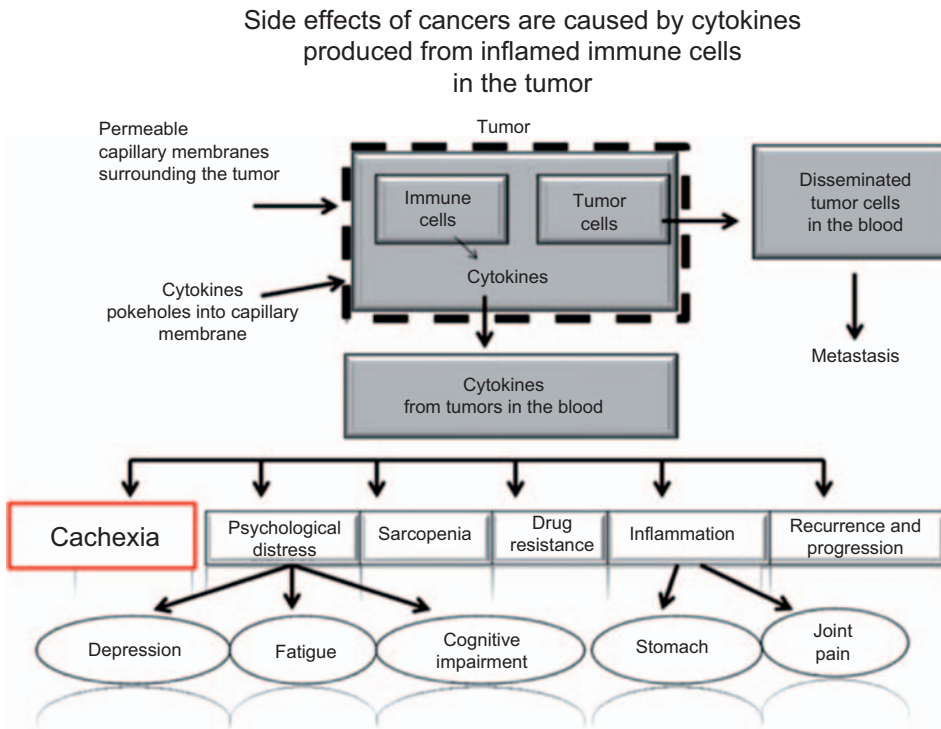 Side effects of cancers are caused by cytokines
produced from inflamed immune cells
in the tumor
Permeable
capillary membranes
surrounding the tumor
Tumor
Immune
cells
Tumor
cells
Disseminated
tumor cells
in the blood
Cytokines
Cytokines
pokeholes into capillary
membrane
Metastasis
Cytokines
from tumors in the blood
Cachexia
Psychological
distress
Sarcopenia
Drug
resistance
Inflammation
Recurrence and
progression
Depression
Fatigue
Cognitive
impairment
Stomach
Joint
pain